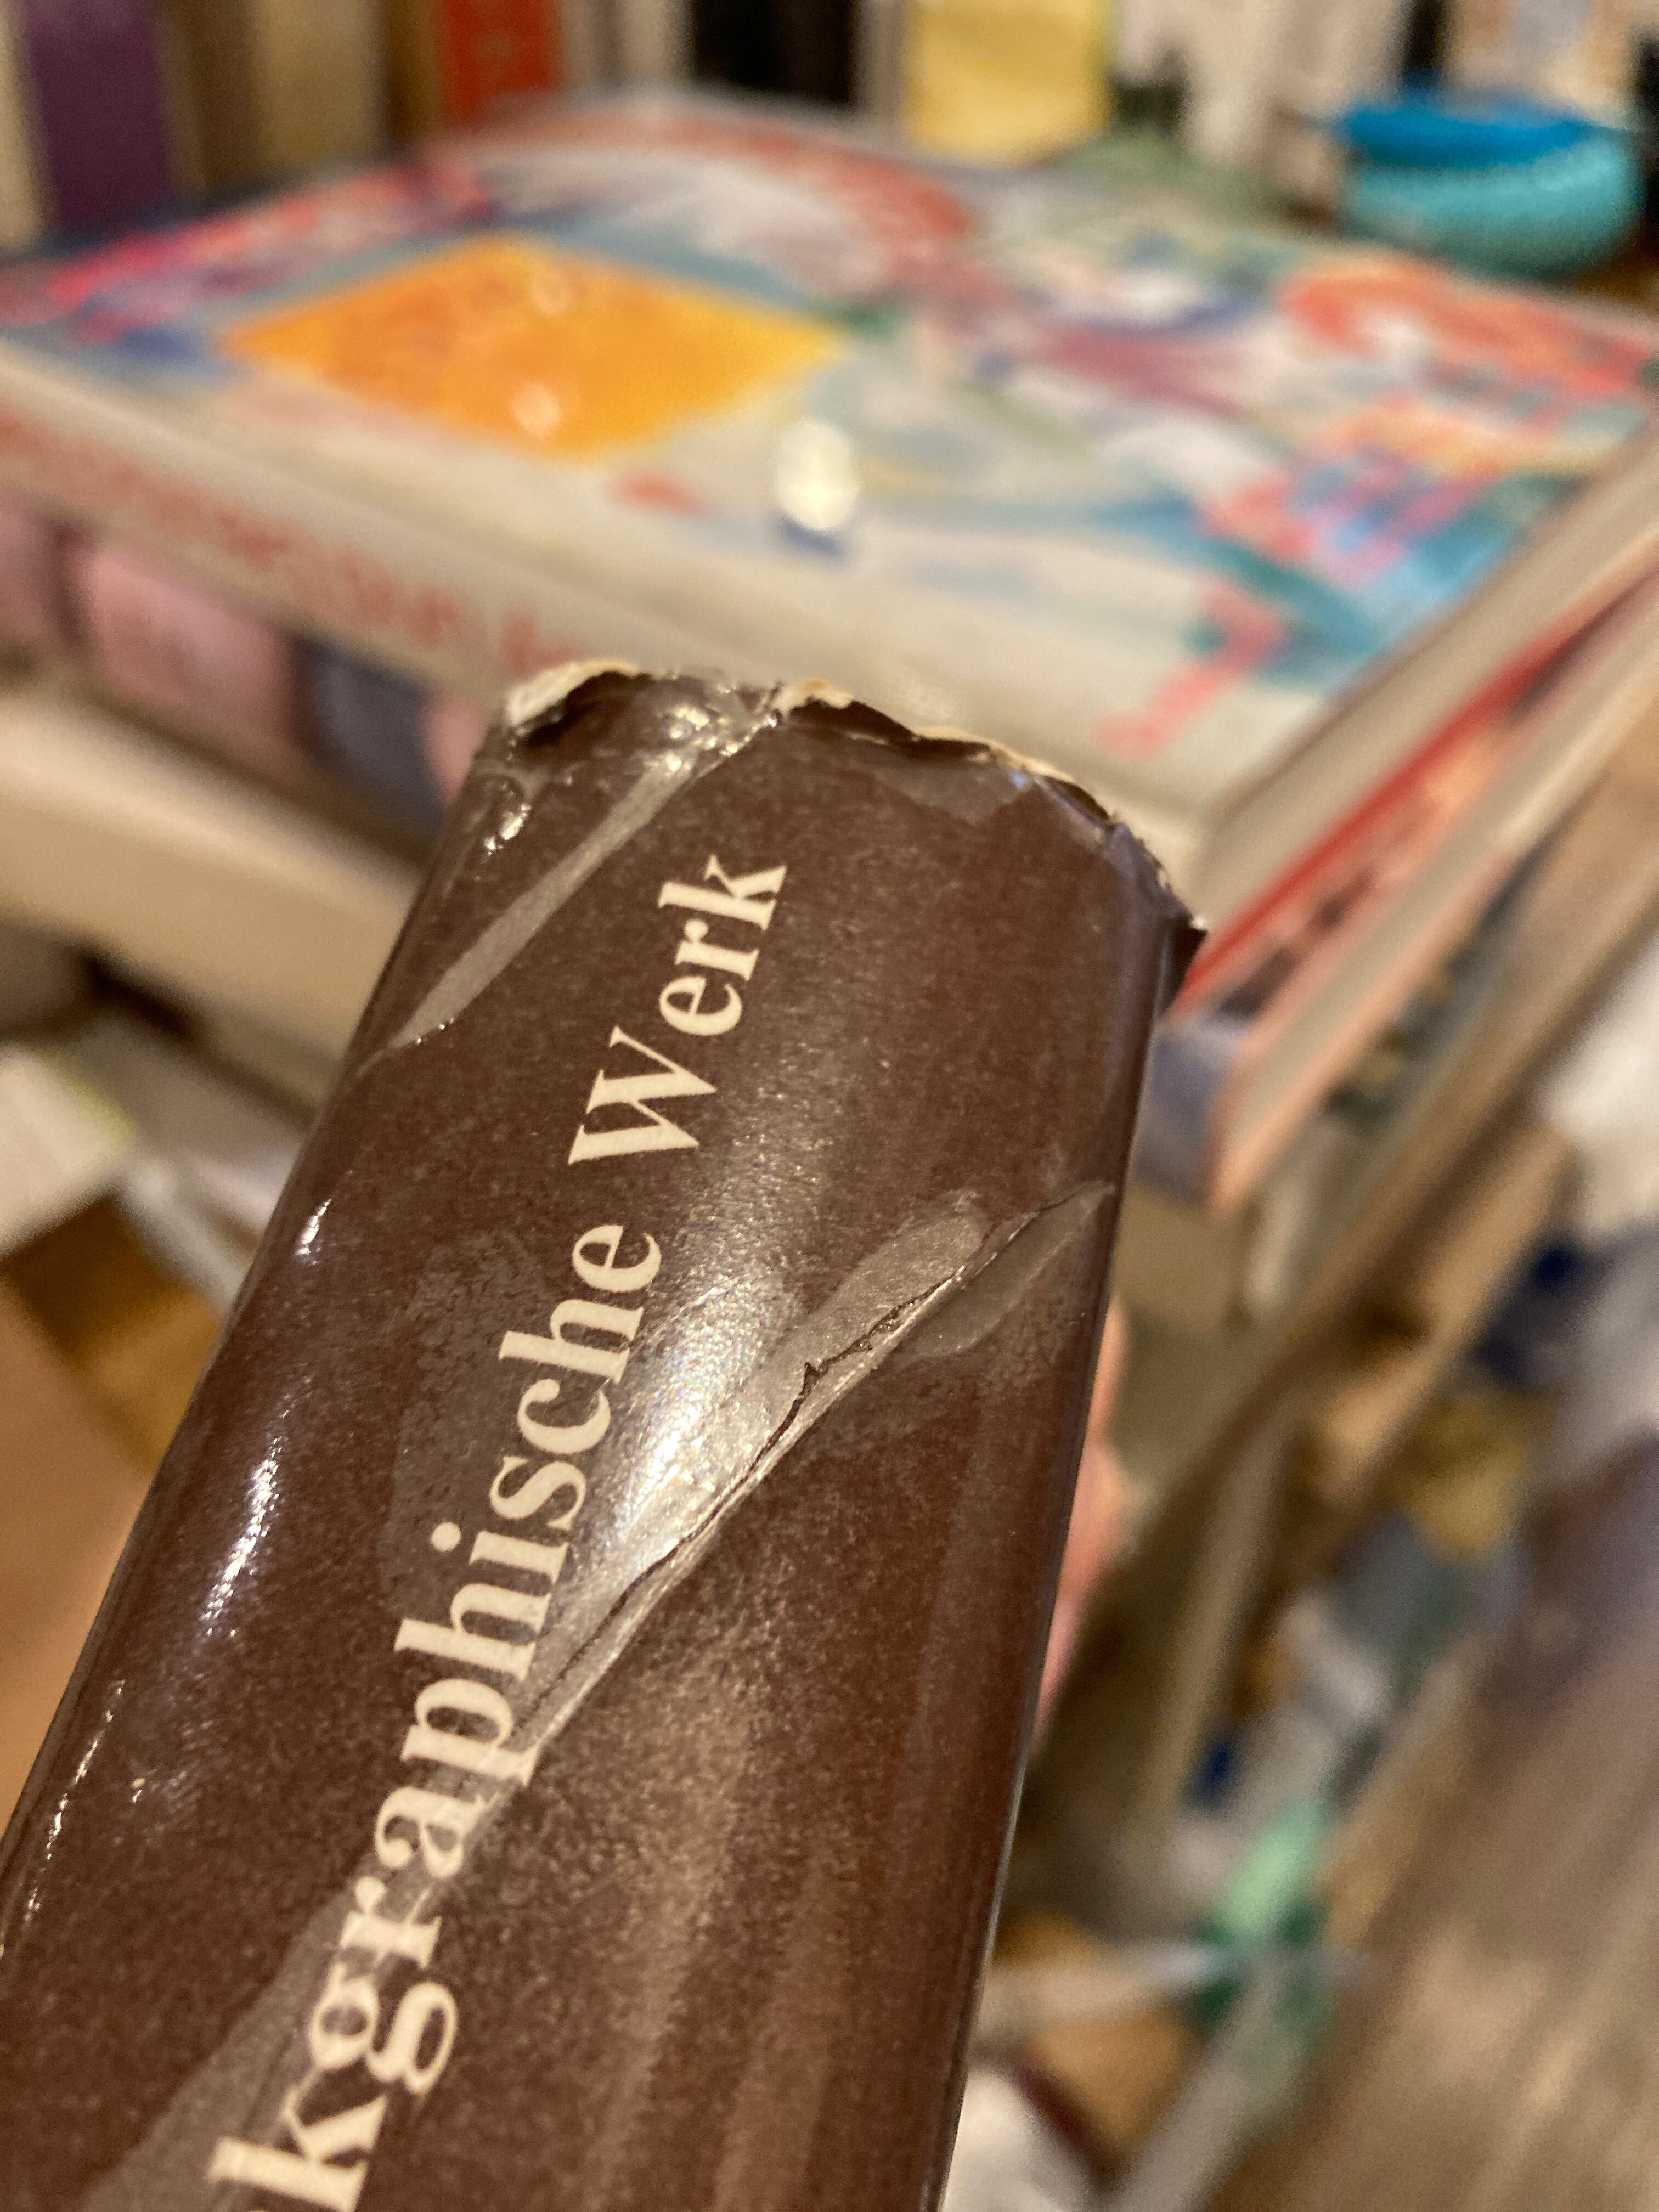 kgraphische Werk